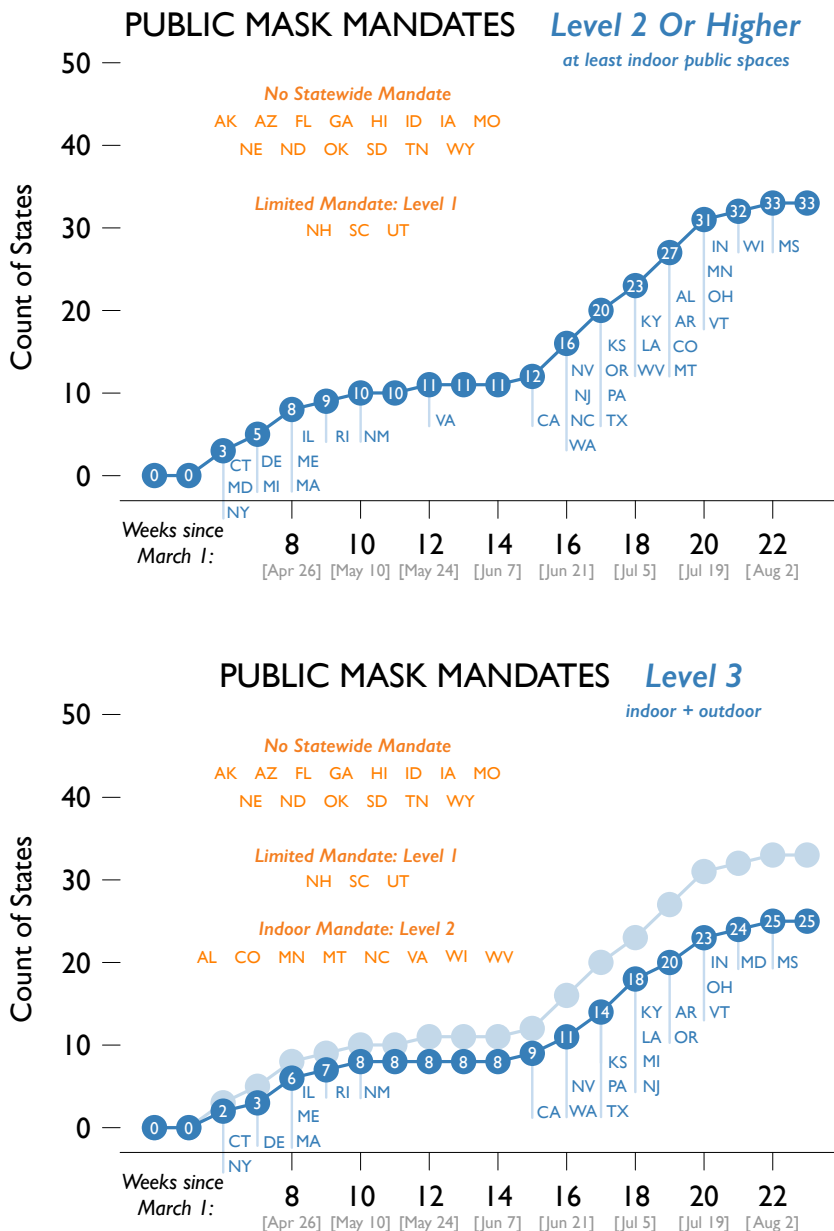 PUBLIC MASK MANDATES Level 2 Or Higher
at least indoor public spaces
50
No Statewide Mandate
AK AZ FL GA HI ID IA MO
NE ND OK SD TN WY
40
Limited Mandate: Level 1
NH SC UT
30
20
10
0
Count of States
0 0 3 5 8 9 10 10 11 11 11 12 16 20 23 27 31 32 33 33
CT
MD
NY
DE
MI
IL
ME
MA
RI
NM
VA
CA
NV
NJ
NC
WA
KS
OR
PA
TX
KY
LA
WV
AL
AR
CO
MT
IN
MN
OH
VT
WI
MS
Weeks since
March 1:
8 10 12 14 16 18 20 22
[Apr 26] [May 10] [May 24] [Jun 7] [Jun 21] [Jul 5] [Jul 19] [Aug 2]
PUBLIC MASK MANDATES Level 3
indoor + outdoor
50
No Statewide Mandate
AK AZ FL GA HI ID IA MO
NE ND OK SD TN WY
40
Limited Mandate: Level 1
NH SC UT
30
Indoor Mandate: Level 2
AL CO MN MT NC VA WI WV
20
10
0
Count of States
0 0 2 3 6 7 8 8 8 8 8 9 11 14 18 20 23 24 25 25
CT
NY
DE
IL
ME
MA
RI
NM
CA
NV
WA
KS
PA
TX
KY
LA
MI
NJ
AR
OR
IN
OH
VT
MD
MS
Weeks since
March 1:
8 10 12 14 16 18 20 22
[Apr 26] [May 10] [May 24] [Jun 7] [Jun 21] [Jul 5] [Jul 19] [Aug 2]